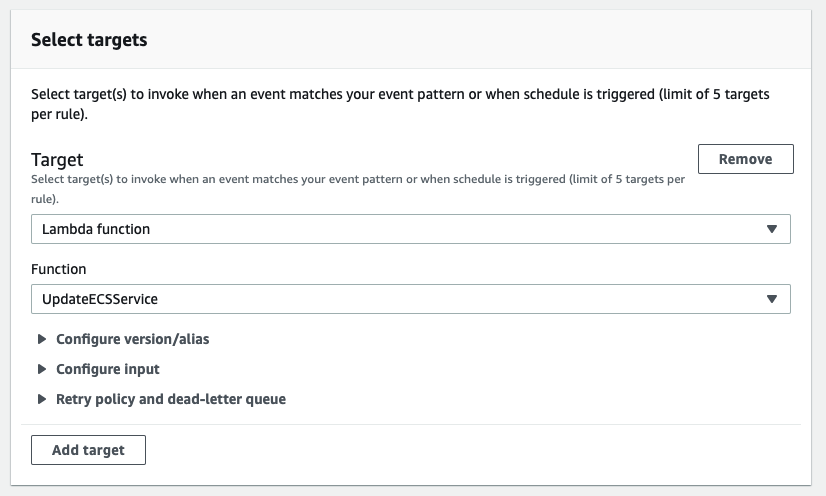 Select targets
Select target(s) to invoke when an event matches your event pattern or when schedule is triggered (limit of 5 targets
per rule).
Target
Remove
Select target(s) to invoke when an event matches your event pattern or when schedule is triggered (limit of 5 targets per
rule).
Lambda function
Function
UpdateECSService
Configure version/alias
Configure input
Retry policy and dead-letter queue
Add target